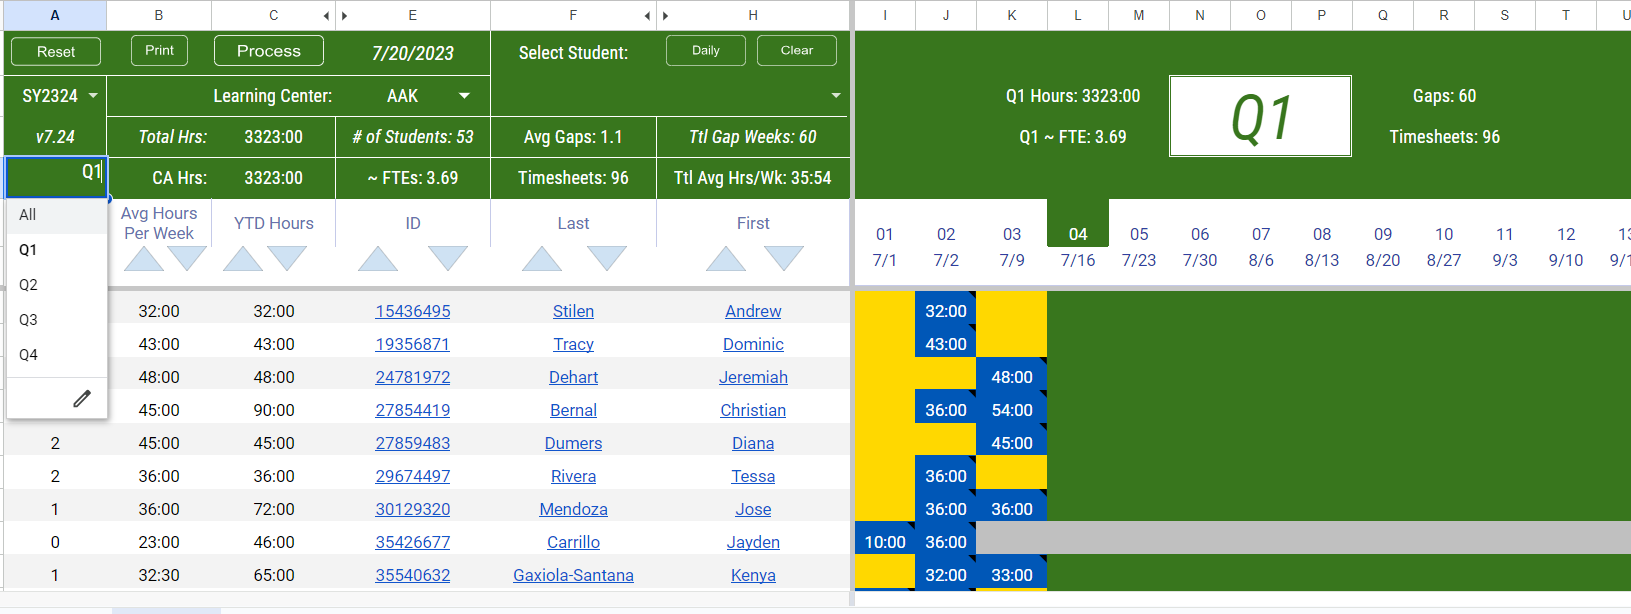 A B C E F H I J K L M N O P Q R S T U
Reset Print Process 7/20/2023 Select Student: Daily Clear
SY2324 Learning Center: AAK Q1 Hours: 3323:00 Q1 Gaps: 60
v7.24 Total Hrs: 3323:00 # of Students: 53 Avg Gaps: 1.1 Ttl Gap Weeks: 60 Q1 ~ FTE: 3.69 Timesheets: 96
Q1 CA Hrs: 3323:00 ~ FTEs: 3.69 Timesheets: 96 Ttl Avg Hrs/Wk: 35:54
All
Q1
Q2
Q3
Q4
Avg Hours
Per Week
YTD Hours ID Last First
01 02 03 04 05 06 07 08 09 10 11 12 13
7/1 7/2 7/9 7/16 7/23 7/30 8/6 8/13 8/20 8/27 9/3 9/10 9/1
32:00 32:00 15436495 Stilen Andrew 32:00
43:00 43:00 19356871 Tracy Dominic 43:00
48:00 48:00 24781972 Dehart Jeremiah 48:00
45:00 90:00 27854419 Bernal Christian 36:00 54:00
2 45:00 45:00 27859483 Dumers Diana 45:00
2 36:00 36:00 29674497 Rivera Tessa 36:00
1 36:00 72:00 30129320 Mendoza Jose 36:00 36:00
0 23:00 46:00 35426677 Carrillo Jayden 10:00 36:00
1 32:30 65:00 35540632 Gaxiola-Santana Kenya 32:00 33:00